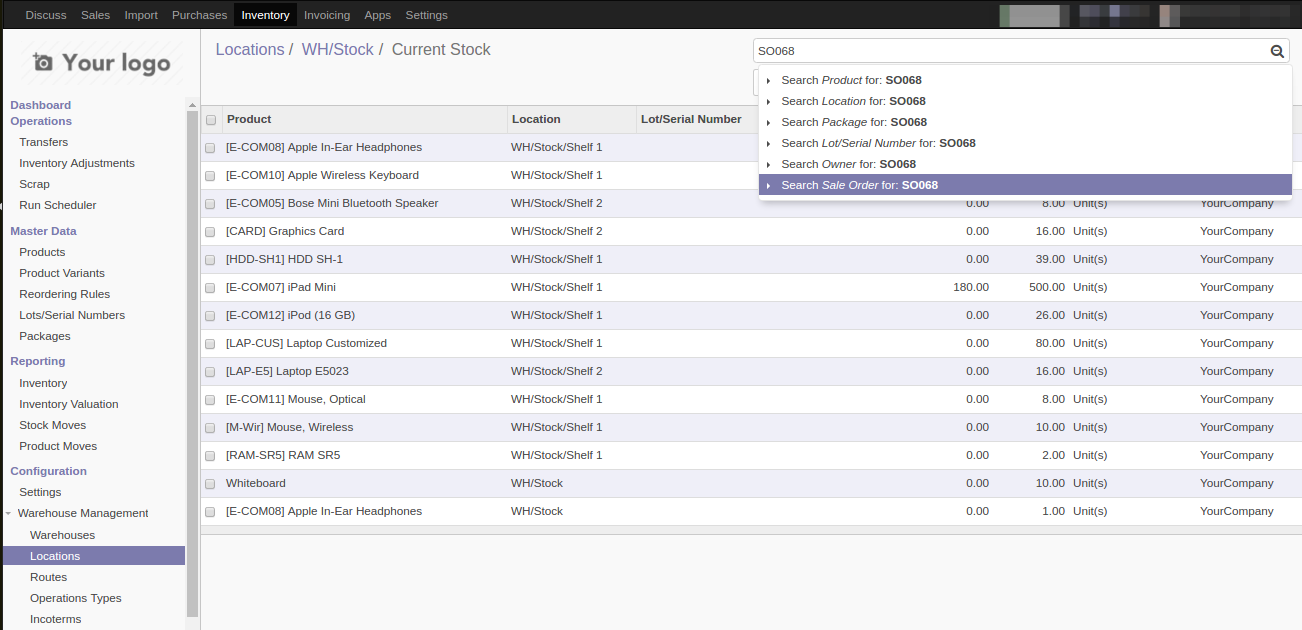 Discuss Sales Import Purchases Inventory Invoicing Apps Settings
Your logo
Locations / WH/Stock / Current Stock
SO068
Search Product for: SO068
Search Location for: SO068
Search Package for: SO068
Search Lot/Serial Number for: SO068
Search Owner for: SO068
Search Sale Order for: SO068
Dashboard
Operations
Transfers
Inventory Adjustments
Scrap
Run Scheduler
Master Data
Products
Product Variants
Reordering Rules
Lots/Serial Numbers
Packages
Reporting
Inventory
Inventory Valuation
Stock Moves
Product Moves
Configuration
Settings
Warehouse Management
Warehouses
Locations
Routes
Operations Types
Incoterms
Product Location Lot/Serial Number
[E-COM08] Apple In-Ear Headphones WH/Stock/Shelf 1
[E-COM10] Apple Wireless Keyboard WH/Stock/Shelf 1
[E-COM05] Bose Mini Bluetooth Speaker WH/Stock/Shelf 2 0.00 8.00 Unit(s) YourCompany
[CARD] Graphics Card WH/Stock/Shelf 2 0.00 16.00 Unit(s) YourCompany
[HDD-SH1] HDD SH-1 WH/Stock/Shelf 1 0.00 39.00 Unit(s) YourCompany
[E-COM07] iPad Mini WH/Stock/Shelf 1 180.00 500.00 Unit(s) YourCompany
[E-COM12] iPod (16 GB) WH/Stock/Shelf 1 0.00 26.00 Unit(s) YourCompany
[LAP-CUS] Laptop Customized WH/Stock/Shelf 1 0.00 80.00 Unit(s) YourCompany
[LAP-E5] Laptop E5023 WH/Stock/Shelf 2 0.00 16.00 Unit(s) YourCompany
[E-COM11] Mouse, Optical WH/Stock/Shelf 1 0.00 8.00 Unit(s) YourCompany
[M-Wir] Mouse, Wireless WH/Stock/Shelf 1 0.00 10.00 Unit(s) YourCompany
[RAM-SR5] RAM SR5 WH/Stock/Shelf 1 0.00 2.00 Unit(s) YourCompany
Whiteboard WH/Stock 0.00 10.00 Unit(s) YourCompany
[E-COM08] Apple In-Ear Headphones WH/Stock 0.00 1.00 Unit(s) YourCompany